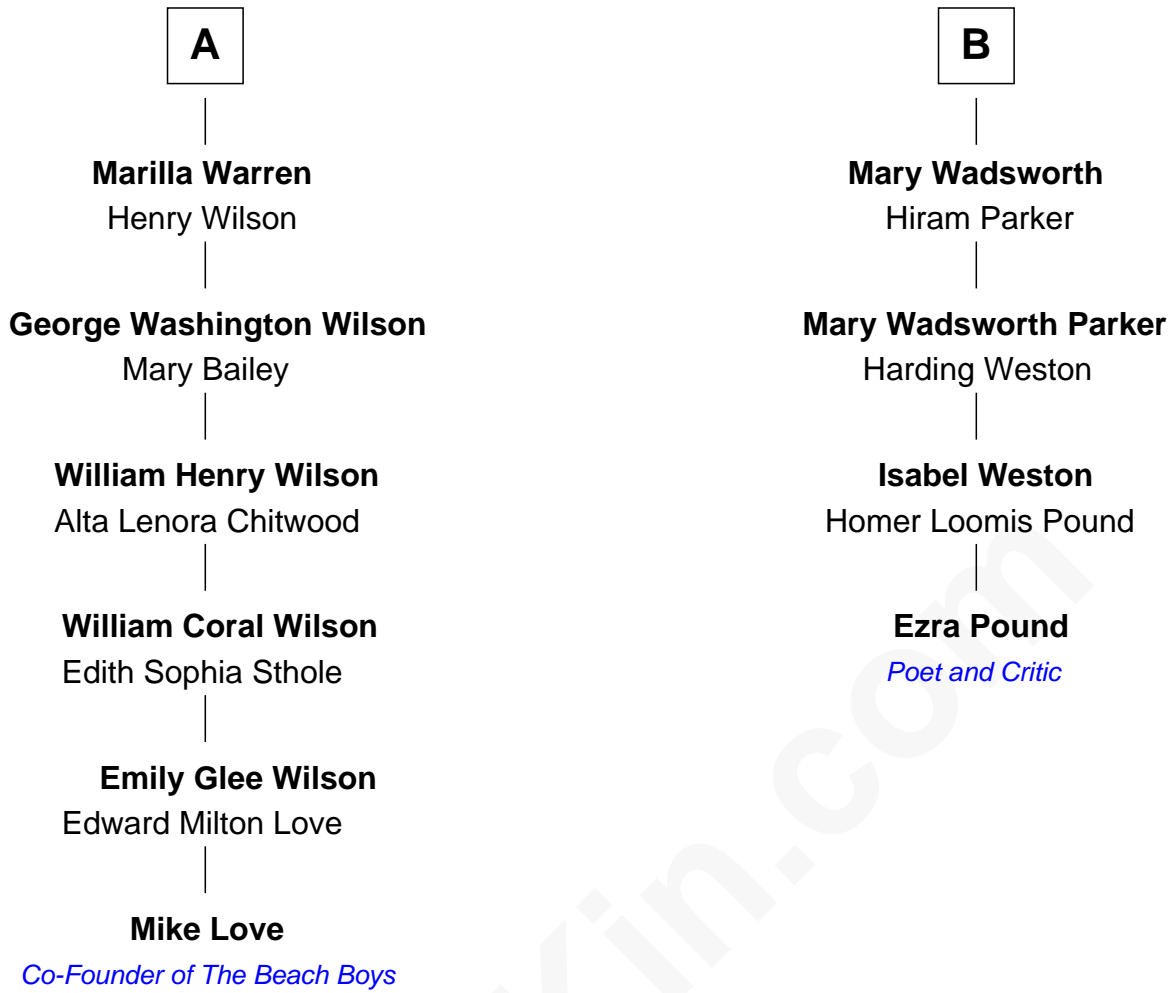 A
Marilla Warren
Henry Wilson
George Washington Wilson
Mary Bailey
William Henry Wilson
Alta Lenora Chitwood
William Coral Wilson
Edith Sophia Sthole
Emily Glee Wilson
Edward Milton Love
Mike Love
Co-Founder of The Beach Boys
B
Mary Wadsworth
Hiram Parker
Mary Wadsworth Parker
Harding Weston
Isabel Weston
Homer Loomis Pound
Ezra Pound
Poet and Critic